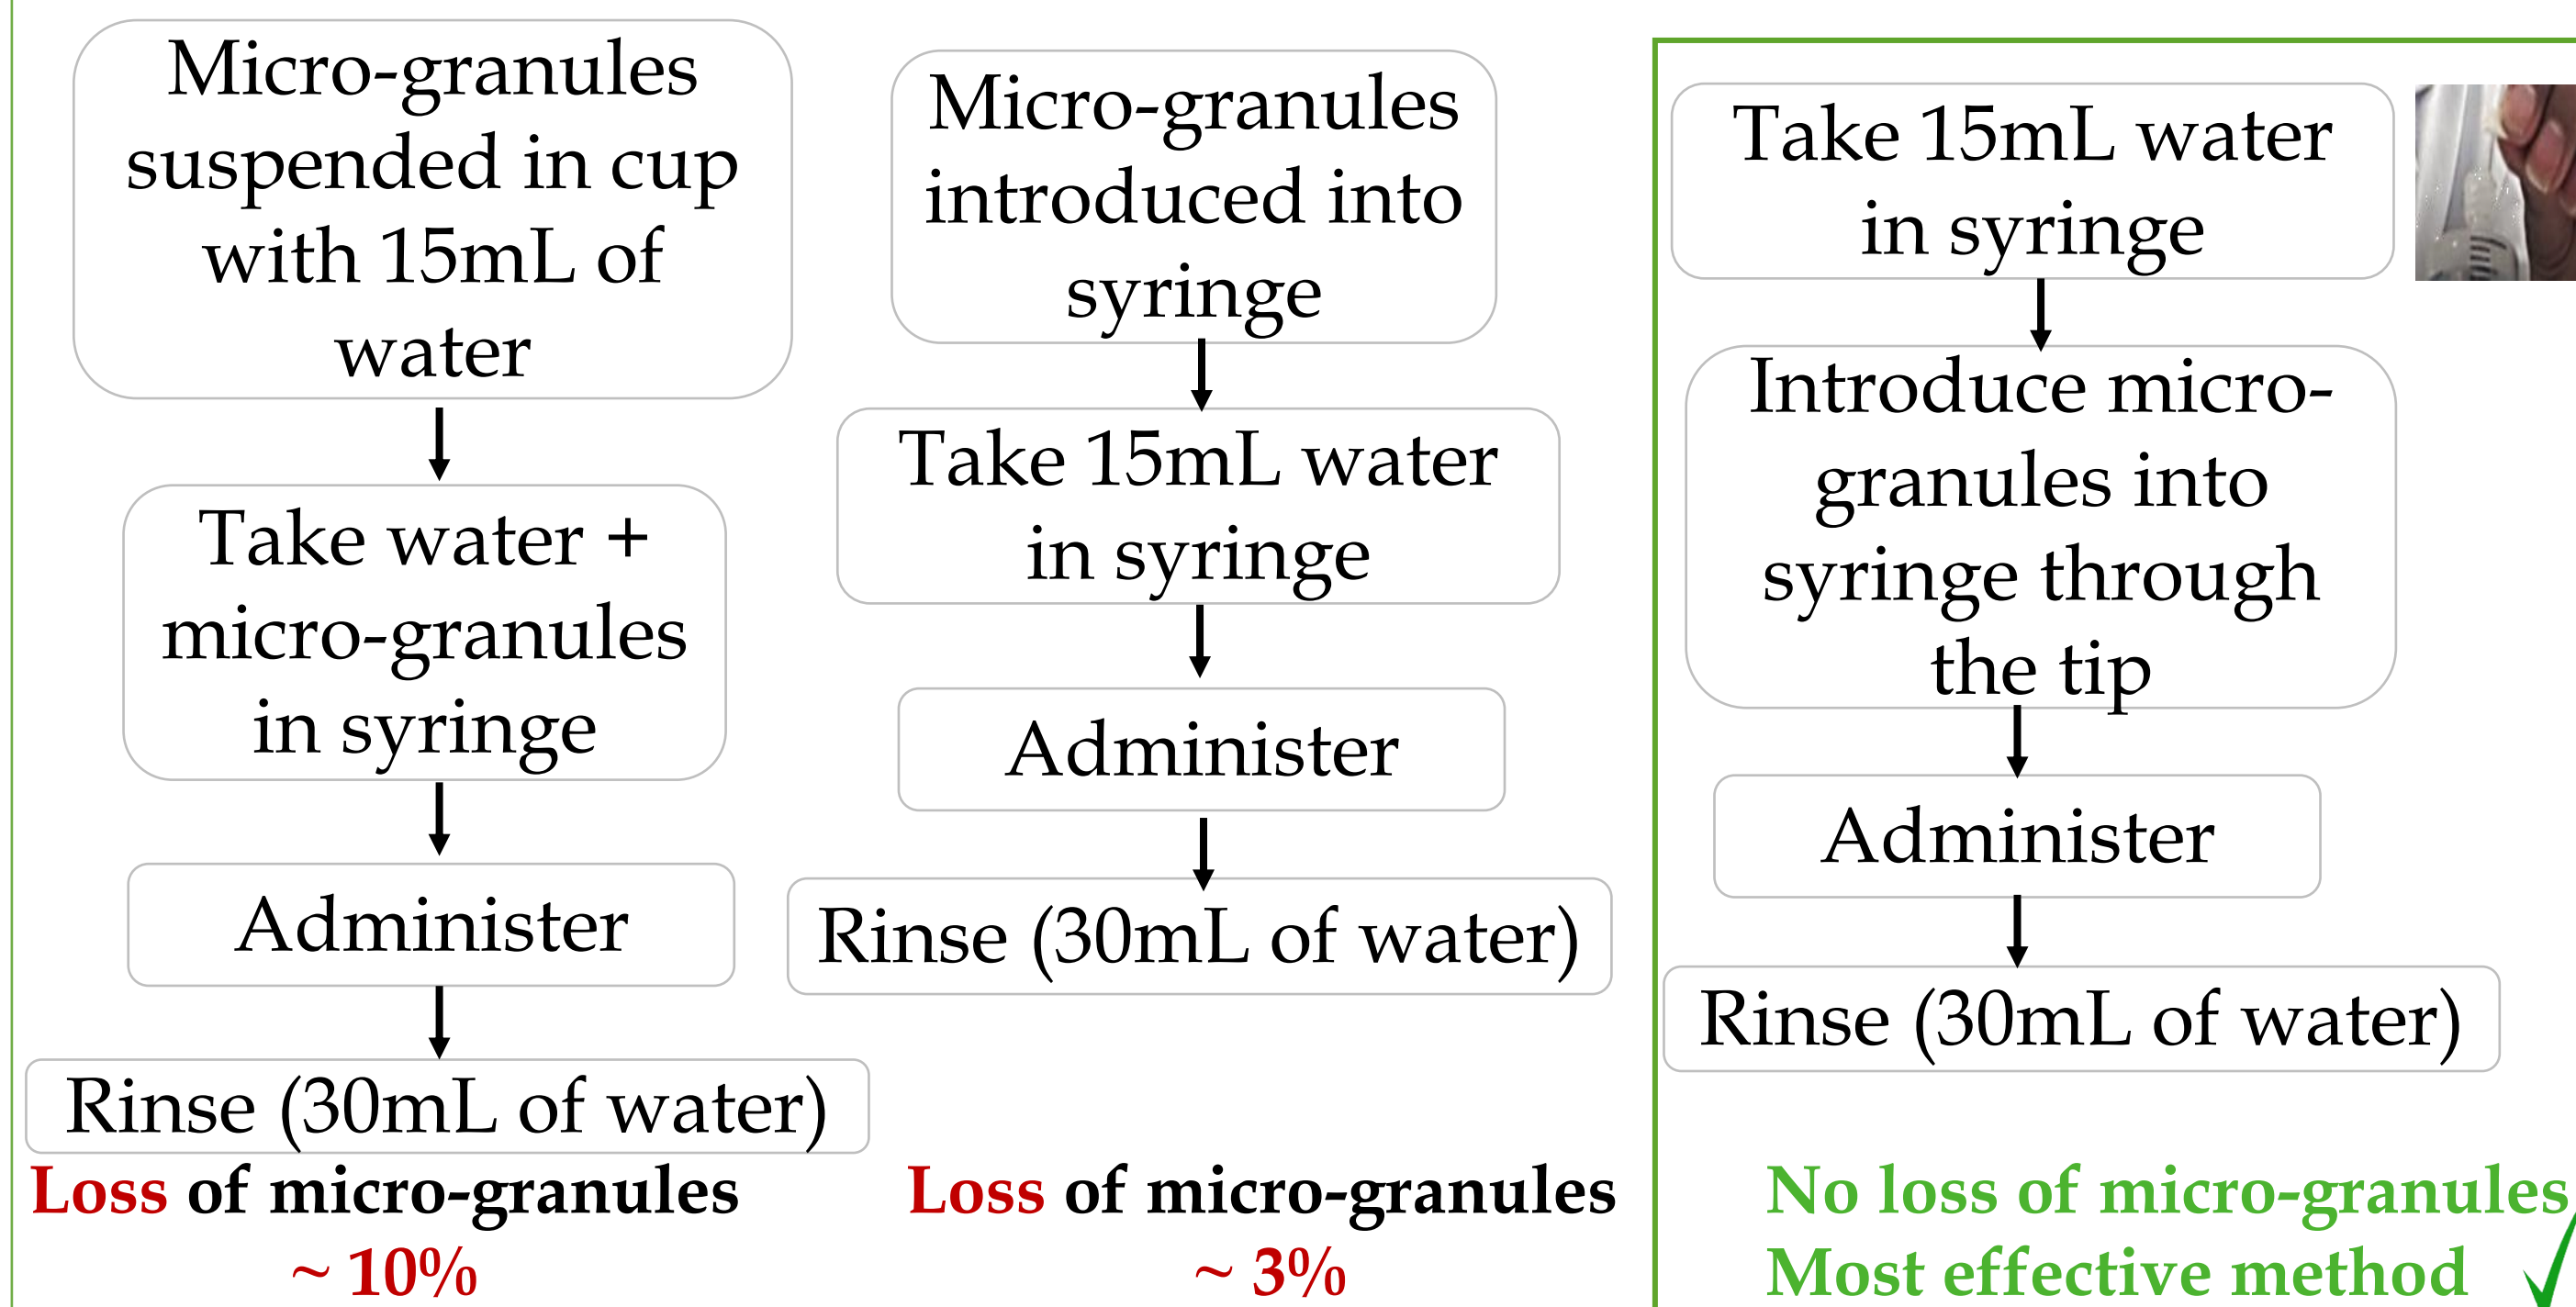 Micro-granules
suspended in cup
with 15mL of
water
Take water +
micro-granules
in syringe
Administer
Rinse (30mL of water)
Loss of micro-granules
~ 10%
Micro-granules
introduced into
syringe
Take 15mL water
in syringe
Administer
Rinse (30mL of water)
Loss of micro-granules
~ 3%
Take 15mL water
in syringe
Introduce micro-
granules into
syringe through
the tip
Administer
Rinse (30mL of water)
No loss of micro-granules
Most effective method